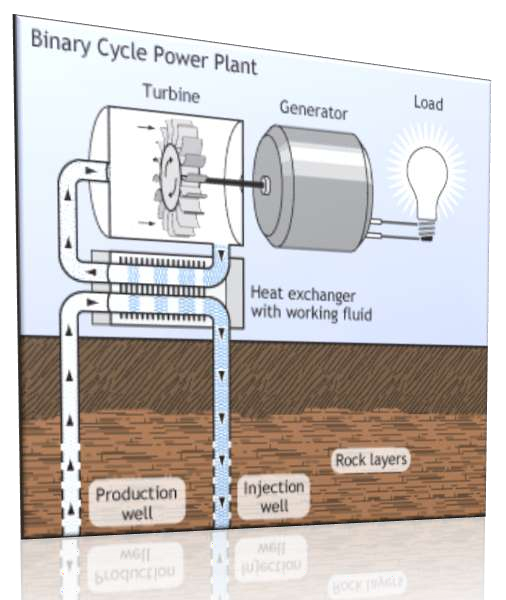 Binary Cycle Power Plant
Turbine
Generator
Load
Heat exchanger
with working fluid
Rock layers
Production
well
Injection
well